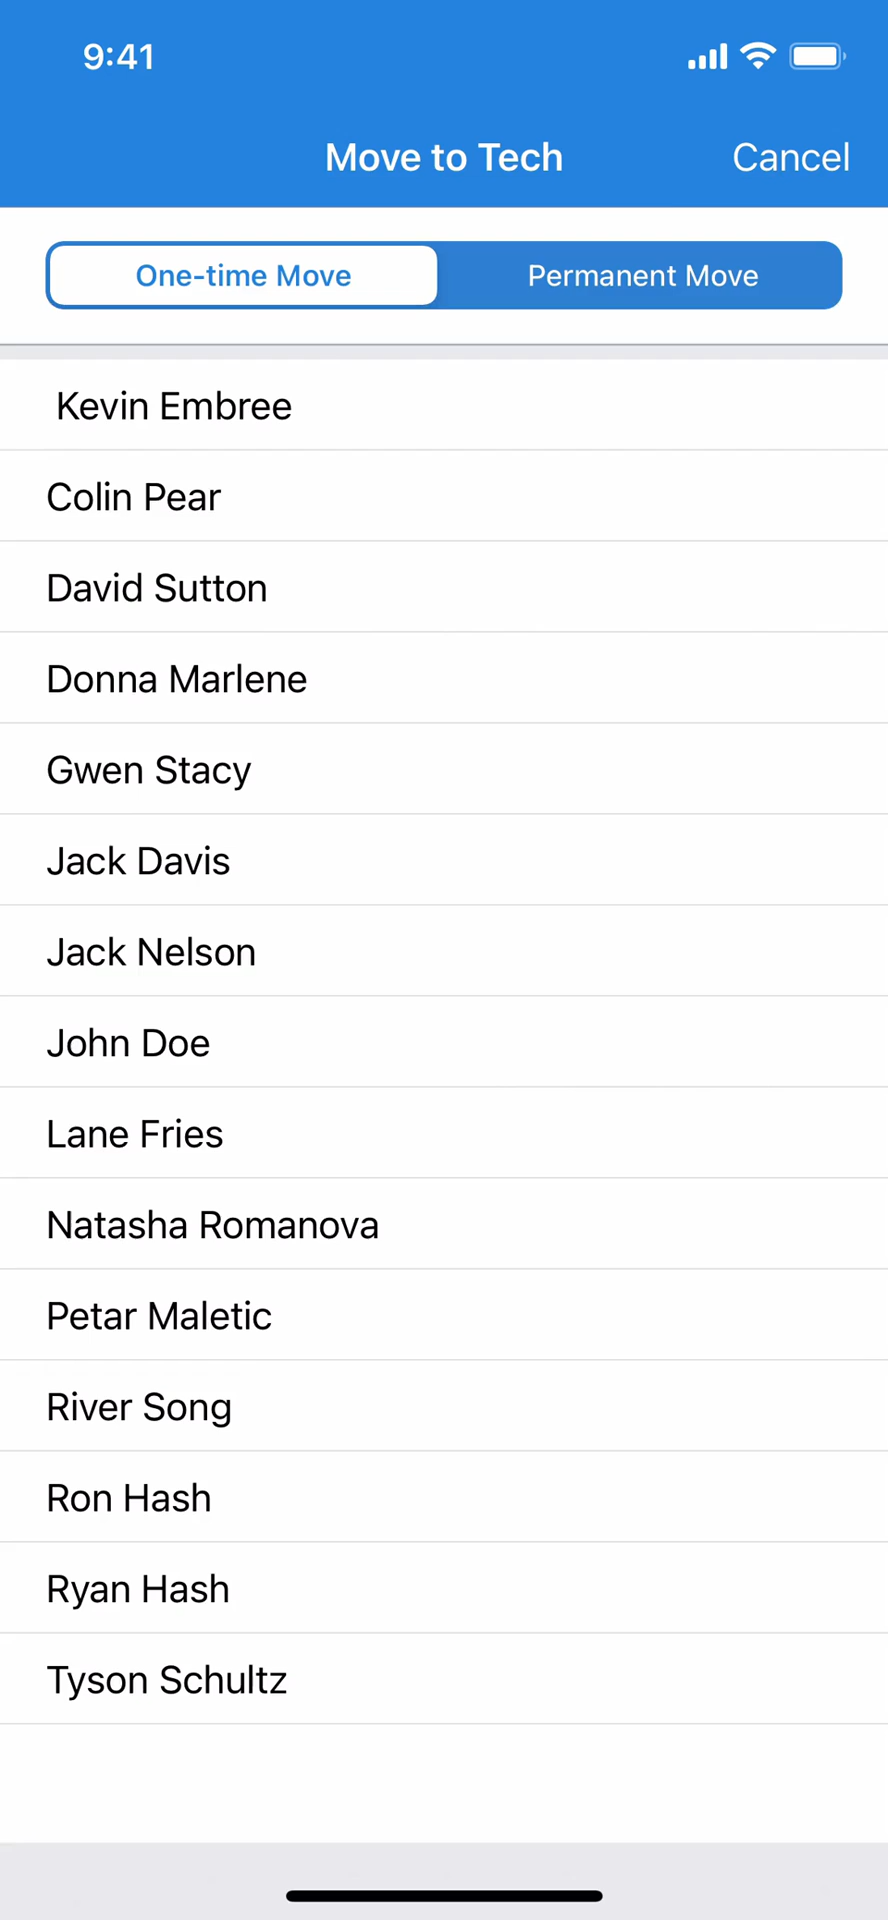 9:41
Move to Tech Cancel
One-time Move Permanent Move
Kevin Embree
Colin Pear
David Sutton
Donna Marlene
Gwen Stacy
Jack Davis
Jack Nelson
John Doe
Lane Fries
Natasha Romanova
Petar Maletic
River Song
Ron Hash
Ryan Hash
Tyson Schultz